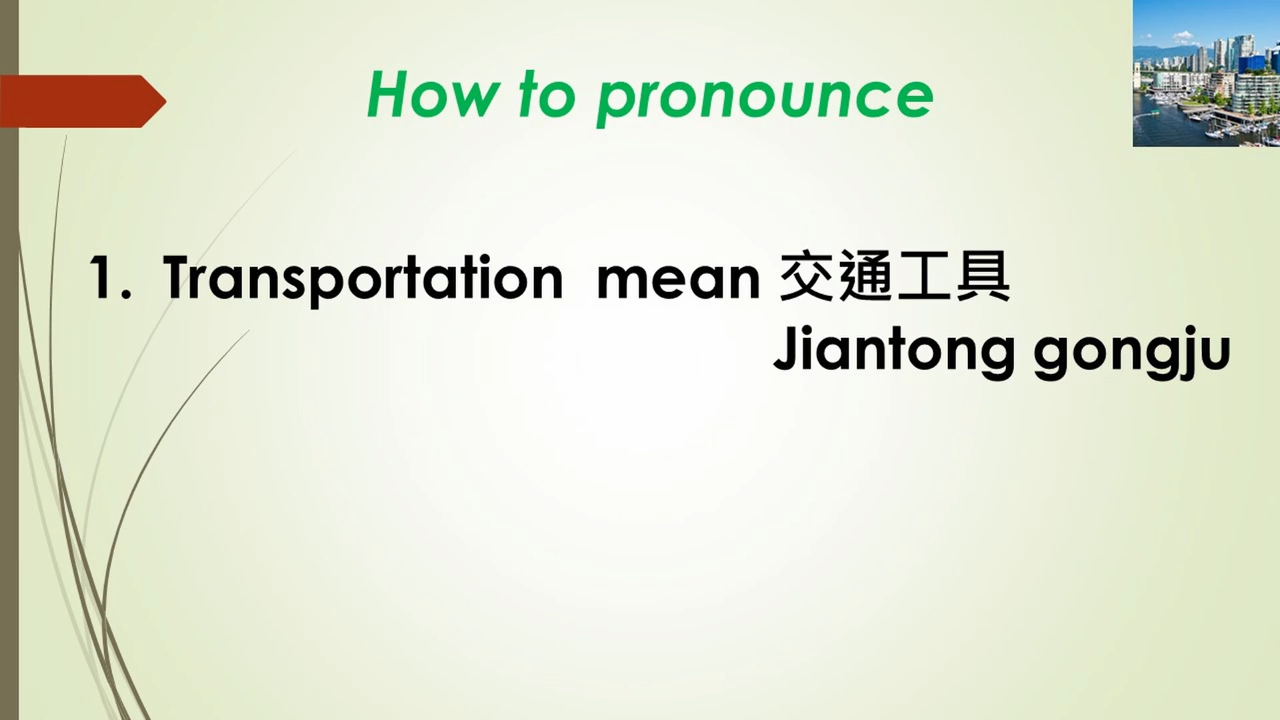 How to pronounce
1. Transportation mean 交通工具
Jiantong gongju